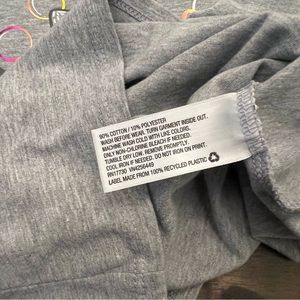 90% COTTON / 10% POLYESTER
WASH BEFORE WEAR. TURN GARMENT INSIDE OUT.
MACHINE WASH COLD WITH LIKE COLORS.
ONLY NON-CHLORINE BLEACH IF NEEDED.
TUMBLE DRY LOW. REMOVE PROMPTLY.
COOL IRON IF NEEDED. DO NOT IRON ON PRINT.
RN17730 VN4256449
LABEL MADE FROM 100% RECYCLED PLASTIC